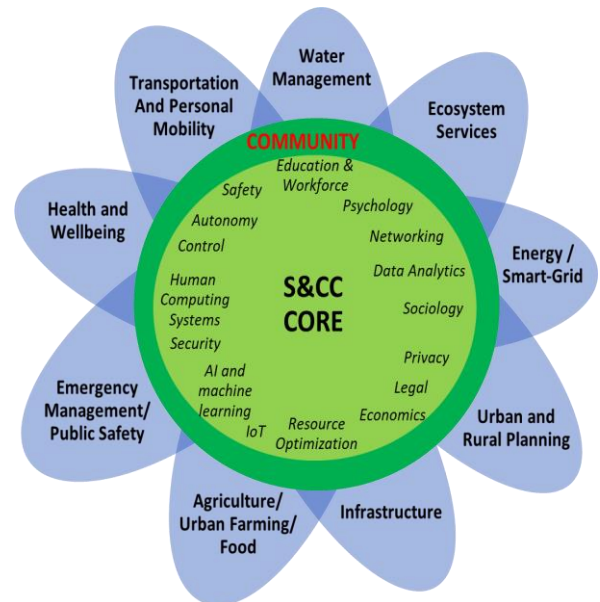 Water
Management
Ecosystem
Services
Energy /
Smart-Grid
Urban and
Rural Planning
Infrastructure
Agriculture/
Urban Farming/
Food
Emergency
Management/
Public Safety
Health and
Wellbeing
Transportation
And Personal
Mobility
COMMUNITY
Education &
Workforce
Psychology
Networking
Data Analytics
Sociology
Privacy
Legal
Economics
Resource
Optimization
IoT
AI and
machine
learning
Security
Human
Computing
Systems
Control
Autonomy
Safety
S&CC
CORE